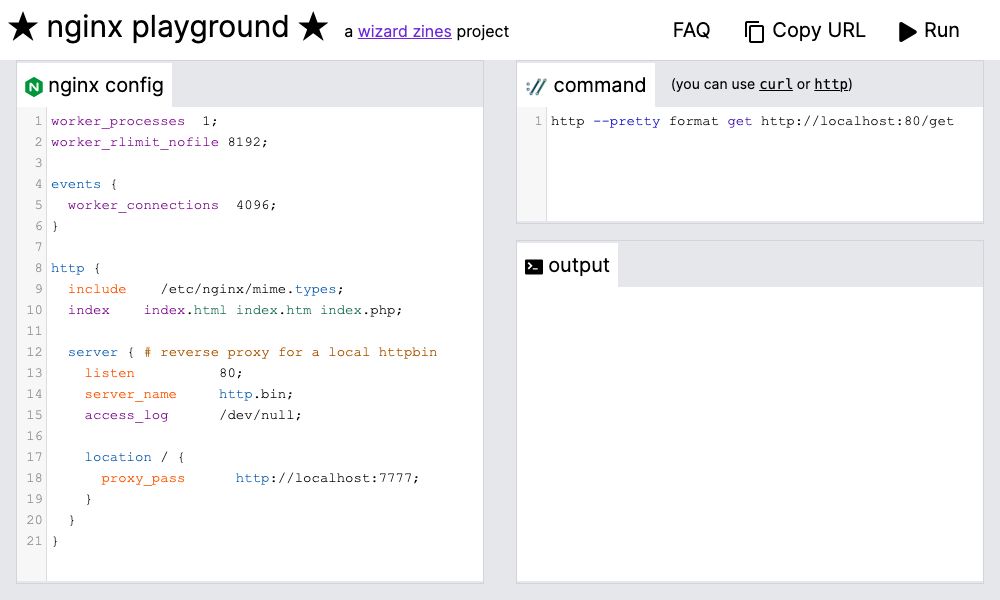 ★ nginx playground ★ a wizard zines project FAQ Copy URL Run
nginx config
1 worker_processes  1;
2 worker_rlimit_nofile 8192;
3
4 events {
5   worker_connections  4096;
6 }
7
8 http {
9   include    /etc/nginx/mime.types;
10   index    index.html index.htm index.php;
11
12   server { # reverse proxy for a local httpbin
13     listen          80;
14     server_name     http.bin;
15     access_log      /dev/null;
16
17     location / {
18       proxy_pass      http://localhost:7777;
19     }
20   }
21 }
command (you can use curl or http)
1 http --pretty format get http://localhost:80/get
output